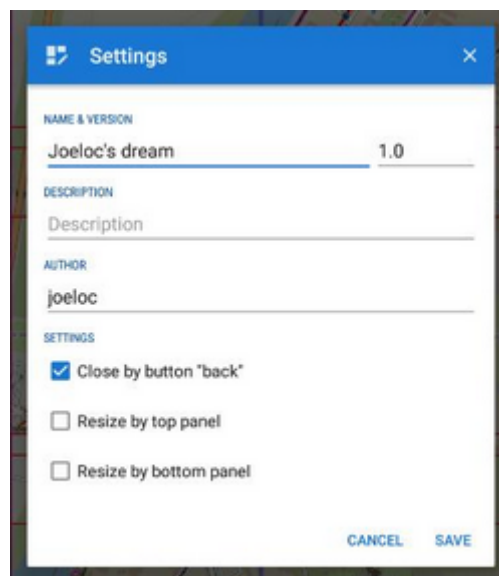 Settings
NAME & VERSION
Joeloc's dream 1.0
DESCRIPTION
Description
AUTHOR
joeloc
SETTINGS
Close by button "back"
Resize by top panel
Resize by bottom panel
CANCEL SAVE